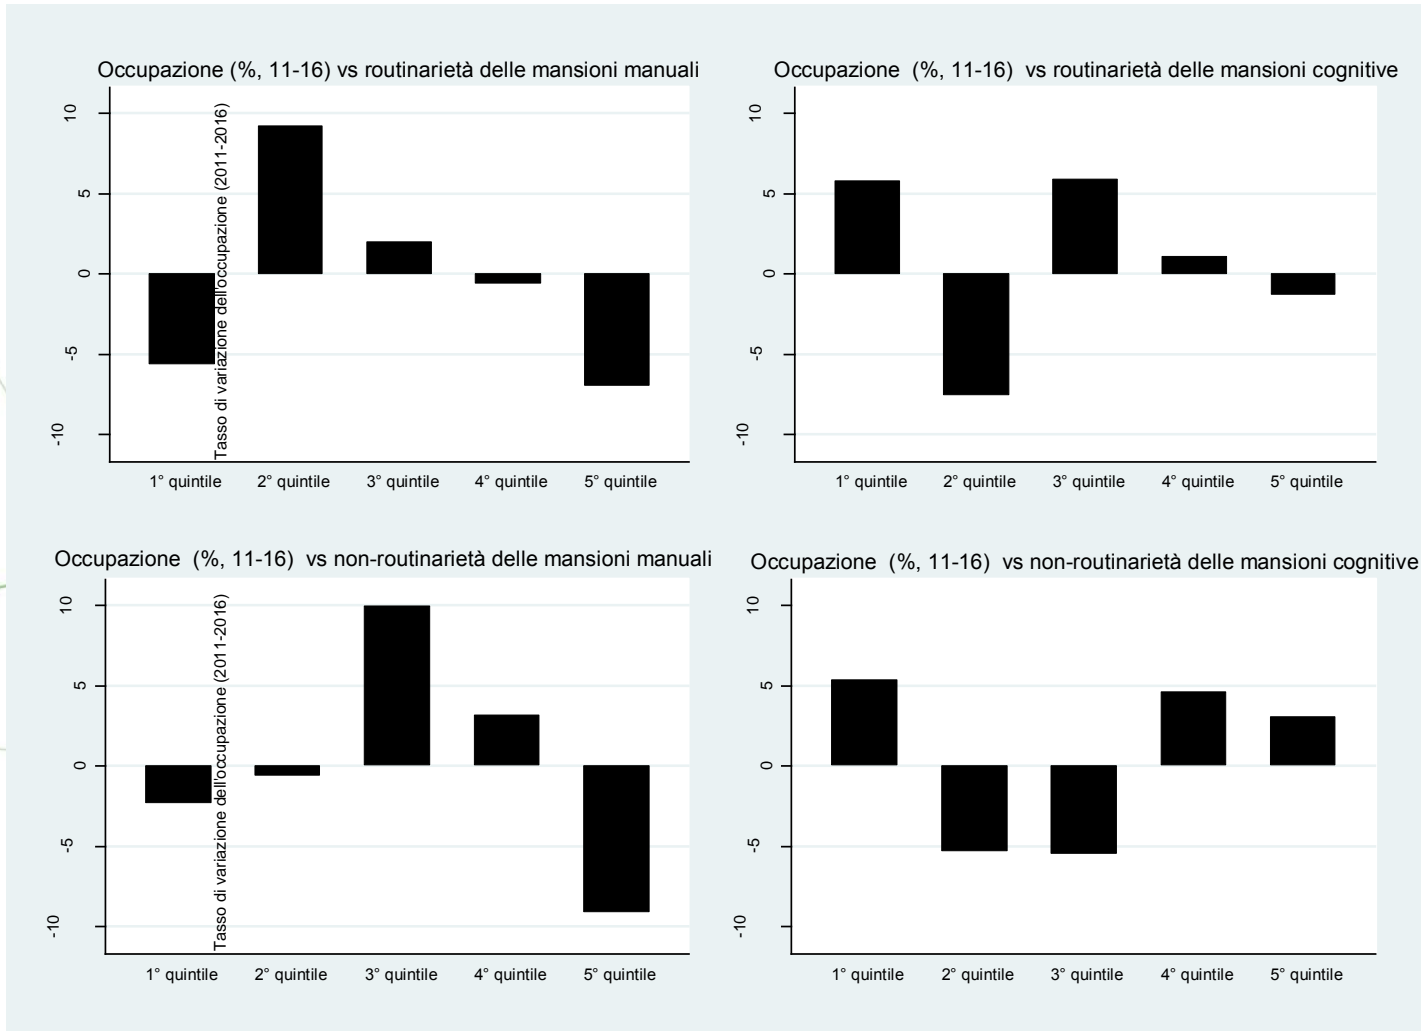 Occupazione (%, 11-16) vs routinarietà delle mansioni manuali
10
5
0
-5
-10
Tasso di variazione dell'occupazione (2011-2016)
1° quintile 2° quintile 3° quintile 4° quintile 5° quintile
Occupazione (%, 11-16) vs routinarietà delle mansioni cognitive
10
5
0
-5
-10
1° quintile 2° quintile 3° quintile 4° quintile 5° quintile
Occupazione (%, 11-16) vs non-routinarietà delle mansioni manuali
10
5
0
-5
-10
Tasso di variazione dell'occupazione (2011-2016)
1° quintile 2° quintile 3° quintile 4° quintile 5° quintile
Occupazione (%, 11-16) vs non-routinarietà delle mansioni cognitive
10
5
0
-5
-10
1° quintile 2° quintile 3° quintile 4° quintile 5° quintile